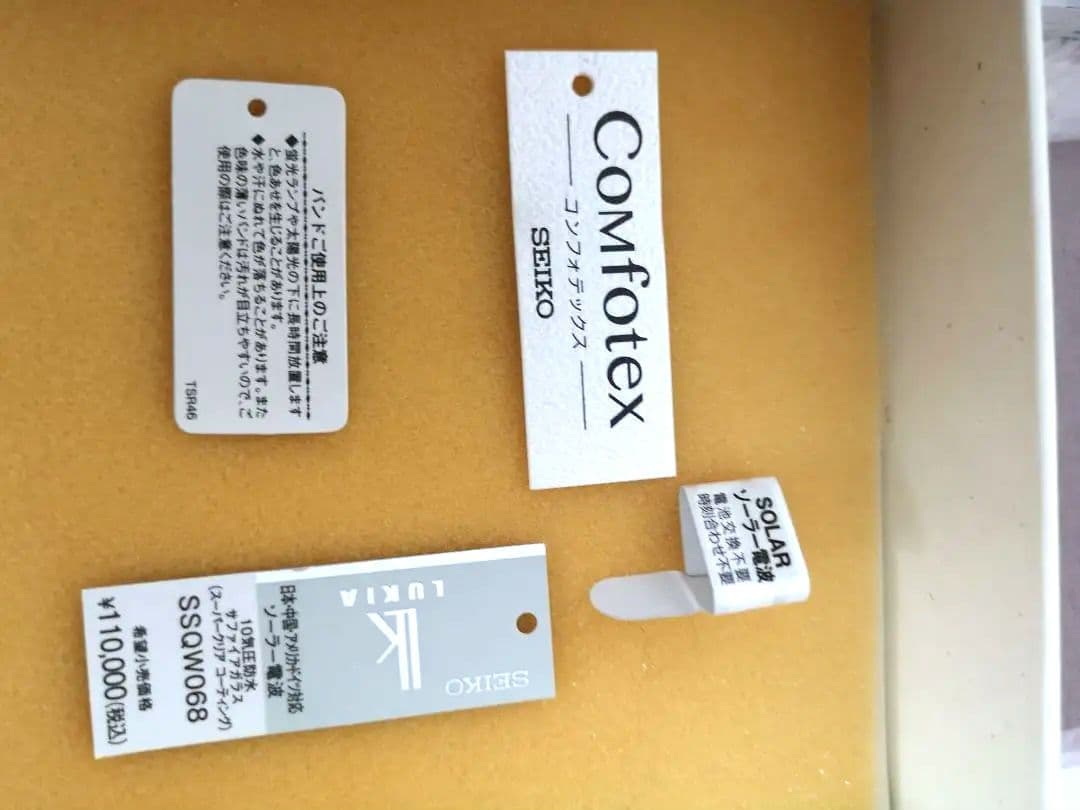 バンドご使用上のご注意
◆蛍光ランプや太陽光の下に長時間放置します
と、色あせを生じることがあります。
◆水や汗にぬれて色が落ちることがあります。また
色味の薄いバンドは汚れが目立ちやすいので、ご
使用の際はご注意ください。
TSR46
Comfotex
コンフォテックス
SEIKO
SOLAR
ソーラー電波
電池交換不要
時刻合わせ不要
SEIKO
LUKIA
日本・中国・アメリカ・ドイツ対応
ソーラー電波
10気圧防水
サファイアガラス
(スーパークリア コーティング)
SSQW068
希望小売価格
¥110,000(税込)